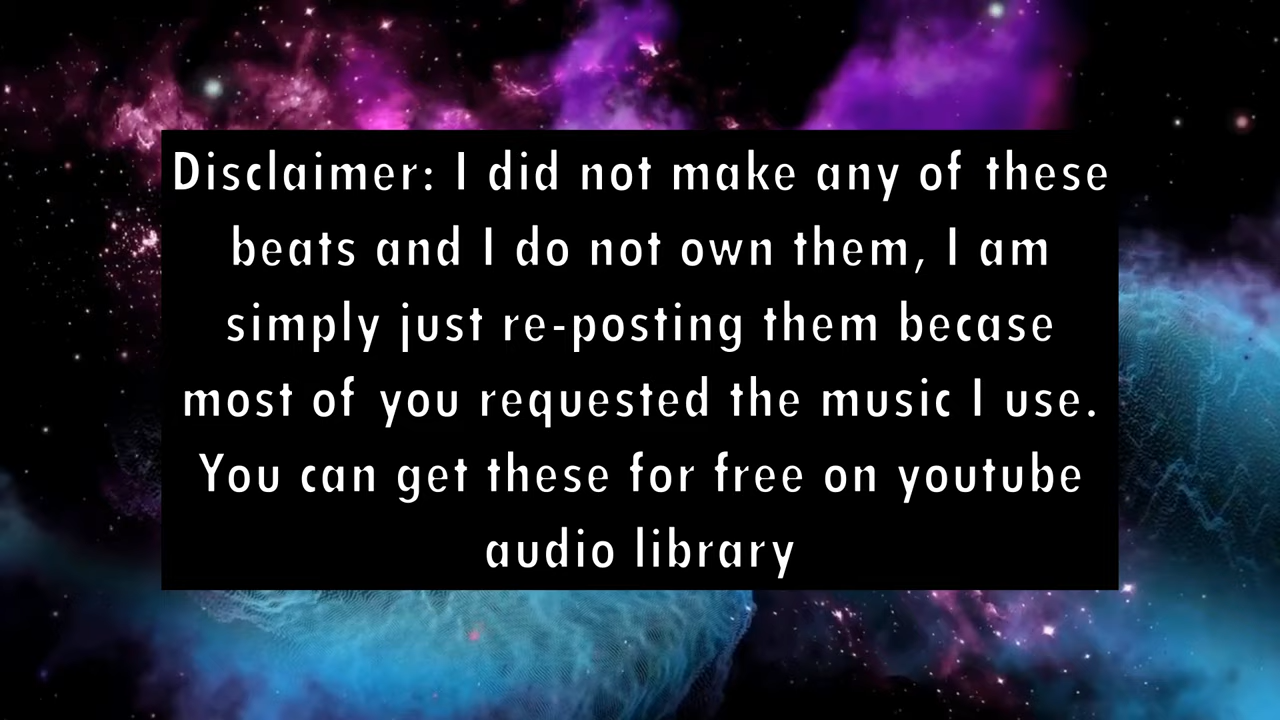 Disclaimer: I did not make any of these
beats and I do not own them, I am
simply just re-posting them becase
most of you requested the music I use.
You can get these for free on youtube
audio library